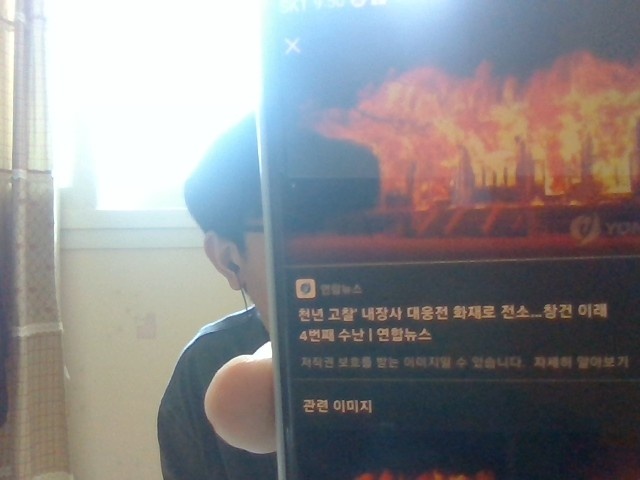 연합뉴스
천년 고찰' 내장사 대웅전 화재로 전소...창건 이래
4번째 수난 | 연합뉴스
저작권 보호를 받는 이미지일 수 있습니다. 자세히 알아보기
관련 이미지